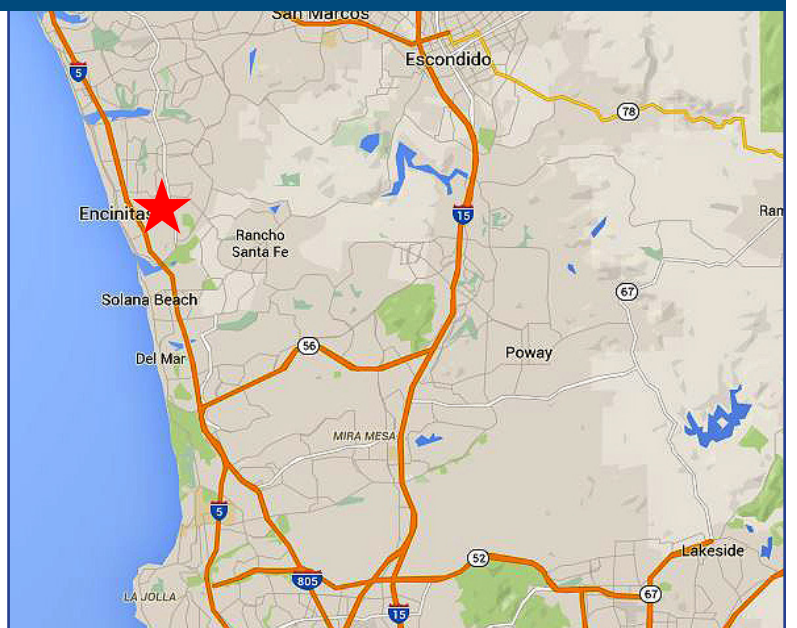 San Marcos
Escondido
5
78
Encinitas
15
Ran
Rancho
Santa Fe
67
Solana Beach
56
Del Mar
Poway
MIRA MESA
5
52
Lakeside
805
67
LA JOLLA
15